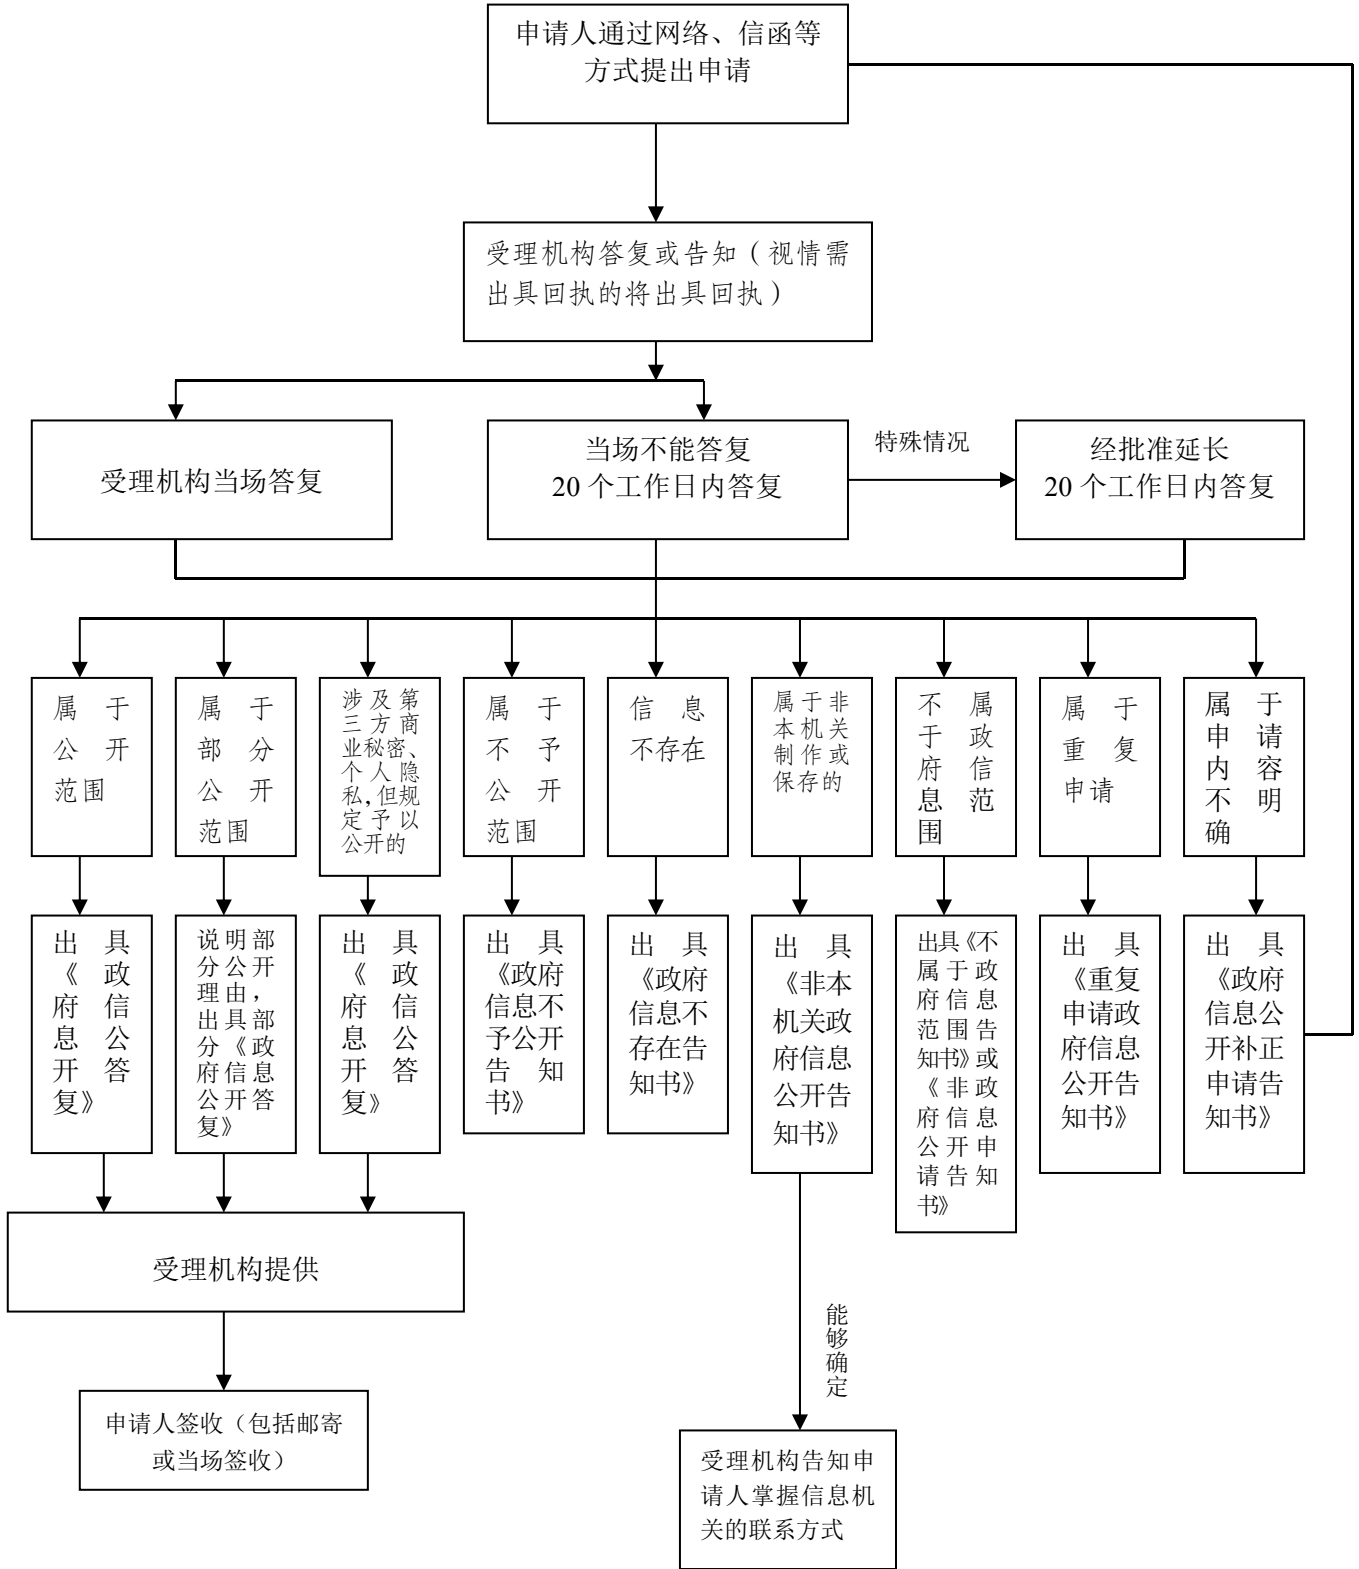 申请人通过网络、信函等
方式提出申请
受理机构答复或告知（视情需
出具回执的将出具回执）
受理机构当场答复
当场不能答复
20 个工作日内答复
特殊情况
经批准延长
20 个工作日内答复
属于
公开
范围
属于
部分
公开
范围
涉及第
三方商
业秘密、
个人隐
私,但规
定予以
公开的
属于
不予
公开
范围
信息
不存在
属于非
本机关
制作或
保存的
不属
于政
府信
息范
围
属于
重复
申请
属于
申请
内容
不明
确
出具
《政
府信
息公
开答
复》
说明部
分公开
理由，
出具部
分《政
府信息
公开答
复》
出具
《政
府信
息公
开答
复》
出具
《政府
信息不
予公开
告知
书》
出具
《政府
信息不
存在告
知书》
出具
《非本
机关政
府信息
公开告
知书》
出具《不
属于政
府信息
范围告
知书》或
《非政
府信息
公开申
请告知
书》
出具
《重复
申请政
府信息
公开告
知书》
出具
《政府
信息公
开补正
申请告
知书》
受理机构提供
能够确定
申请人签收（包括邮寄
或当场签收）
受理机构告知申
请人掌握信息机
关的联系方式